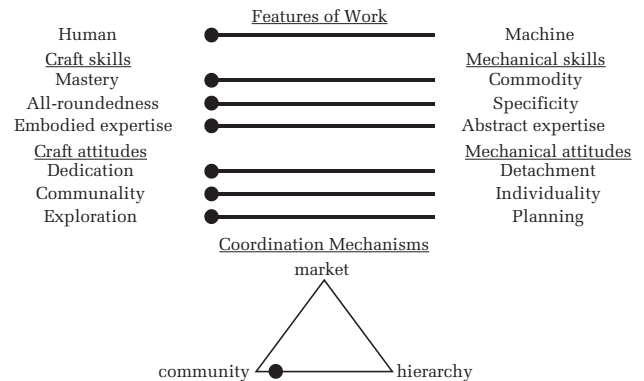 Features of Work
Human Machine
Craft skills Mechanical skills
Mastery Commodity
All-roundedness Specificity
Embodied expertise Abstract expertise
Craft attitudes Mechanical attitudes
Dedication Detachment
Communality Individuality
Exploration Planning
Coordination Mechanisms
market
community hierarchy